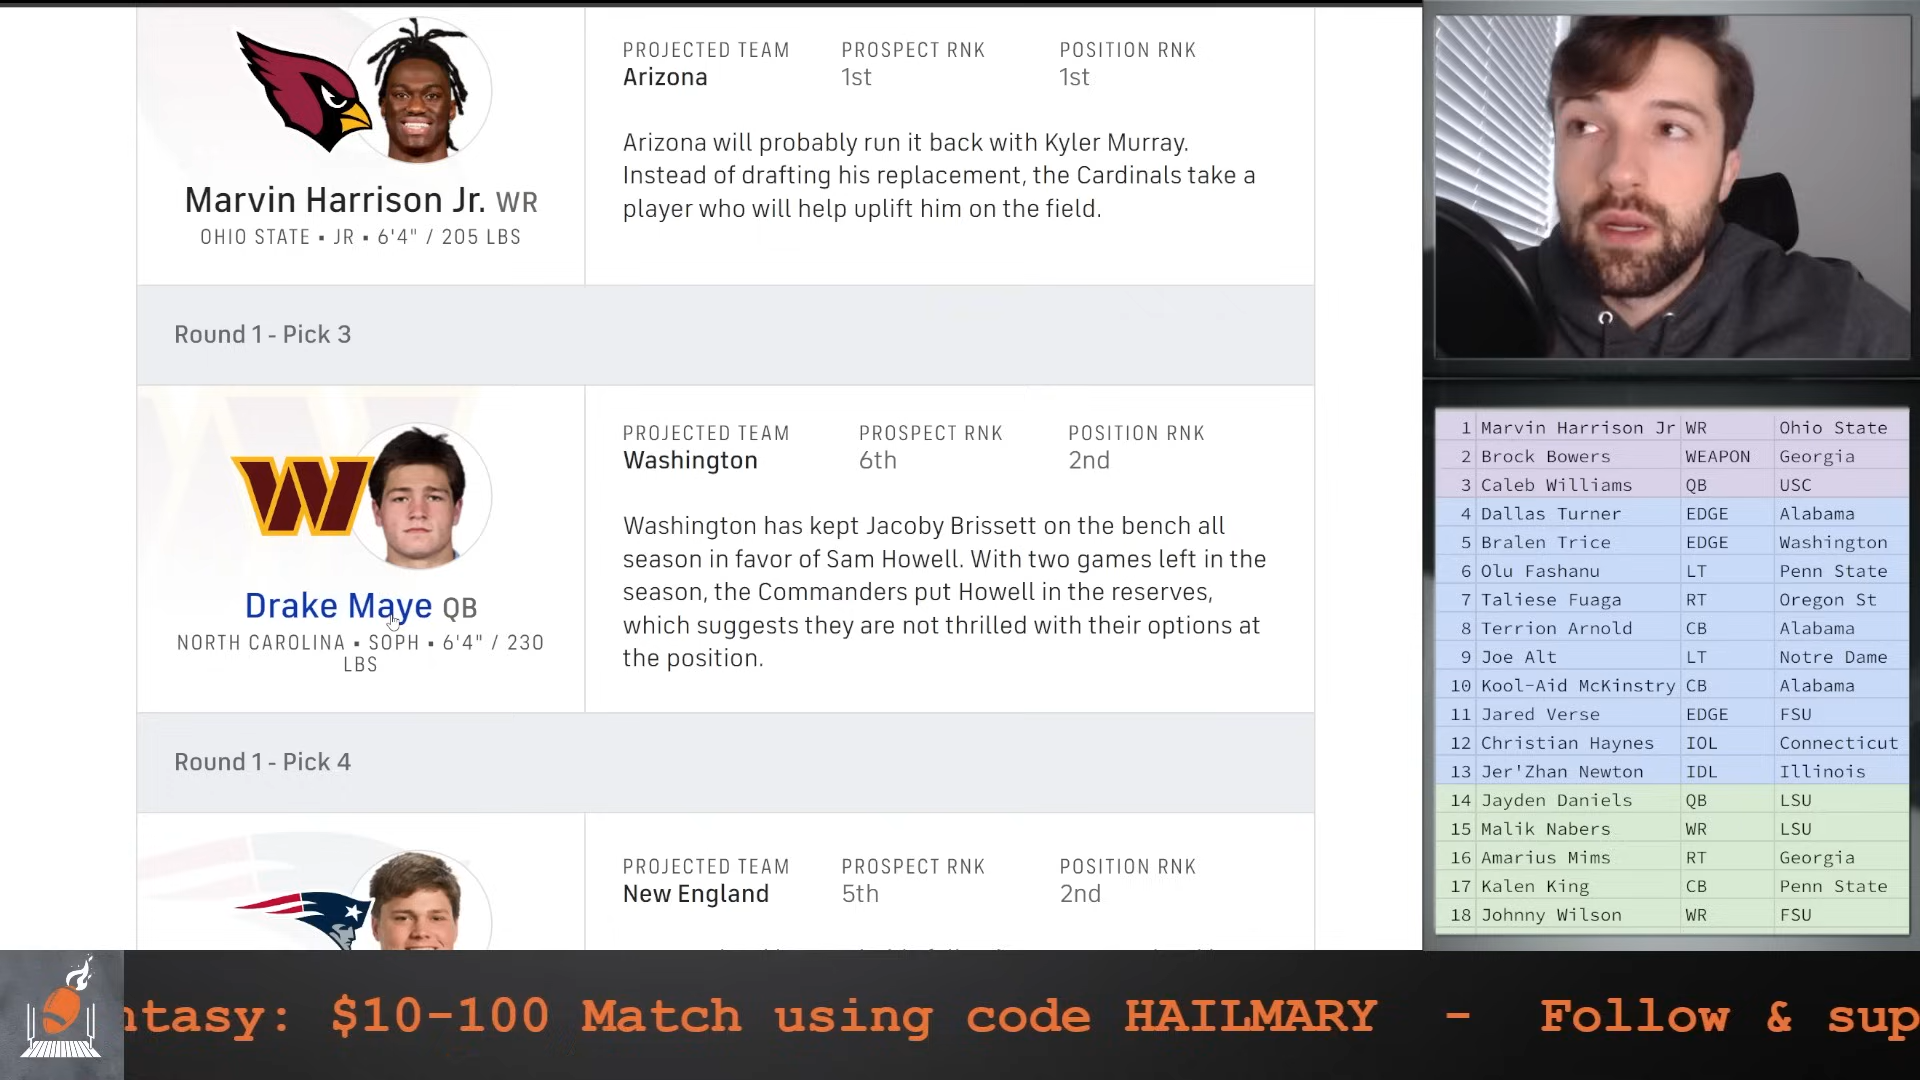 PROJECTED TEAM PROSPECT RNK POSITION RNK
Arizona 1st 1st
Arizona will probably run it back with Kyler Murray.
Instead of drafting his replacement, the Cardinals take a
player who will help uplift him on the field.
Marvin Harrison Jr. WR
OHIO STATE • JR • 6'4" / 205 LBS
Round 1 - Pick 3
PROJECTED TEAM PROSPECT RNK POSITION RNK
Washington 6th 2nd
Washington has kept Jacoby Brissett on the bench all
season in favor of Sam Howell. With two games left in the
season, the Commanders put Howell in the reserves,
which suggests they are not thrilled with their options at
the position.
W
Drake Maye QB
NORTH CAROLINA • SOPH • 6'4" / 230
LBS
Round 1 - Pick 4
PROJECTED TEAM PROSPECT RNK POSITION RNK
New England 5th 2nd
1 Marvin Harrison Jr WR Ohio State
2 Brock Bowers WEAPON Georgia
3 Caleb Williams QB USC
4 Dallas Turner EDGE Alabama
5 Bralen Trice EDGE Washington
6 Olu Fashanu LT Penn State
7 Taliese Fuaga RT Oregon St
8 Terrion Arnold CB Alabama
9 Joe Alt LT Notre Dame
10 Kool-Aid McKinstry CB Alabama
11 Jared Verse EDGE FSU
12 Christian Haynes IOL Connecticut
13 Jer'Zhan Newton IDL Illinois
14 Jayden Daniels QB LSU
15 Malik Nabers WR LSU
16 Amarius Mims RT Georgia
17 Kalen King CB Penn State
18 Johnny Wilson WR FSU
ntasy: $10-100 Match using code HAILMARY - Follow & sup